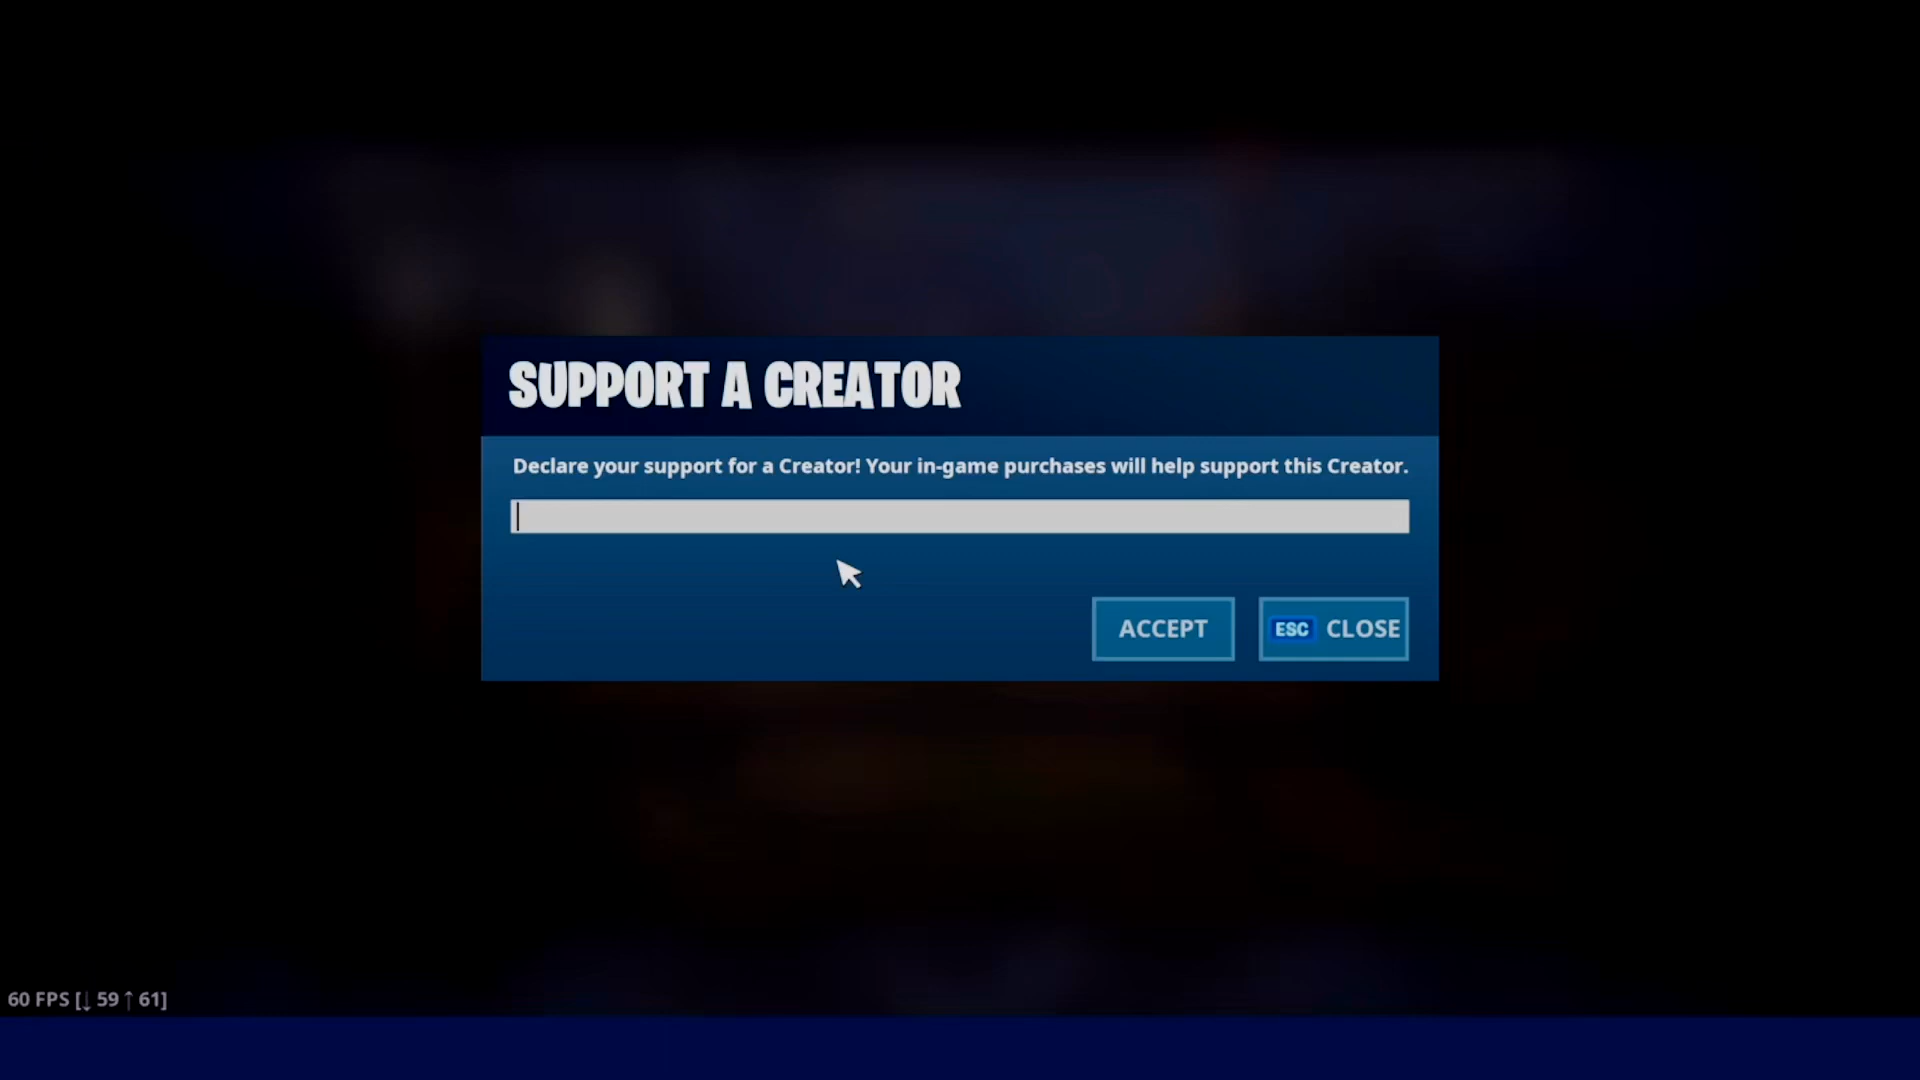 SUPPORT A CREATOR
Declare your support for a Creator! Your in-game purchases will help support this Creator.
ACCEPT
ESC CLOSE
60 FPS [↓ 59 ↑ 61]